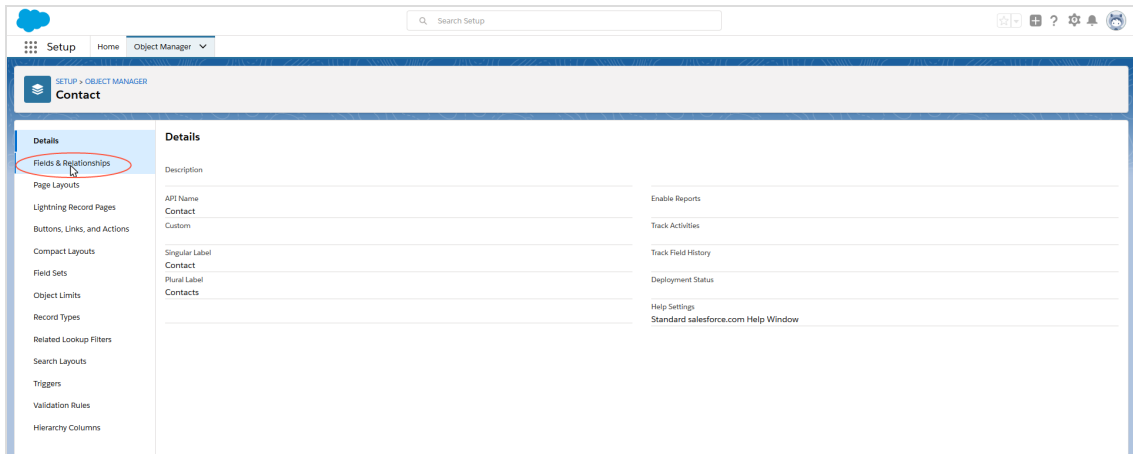 Search Setup
Setup
Home
Object Manager
SETUP > OBJECT MANAGER
Contact
Details
Fields & Relationships
Page Layouts
Lightning Record Pages
Buttons, Links, and Actions
Compact Layouts
Field Sets
Object Limits
Record Types
Related Lookup Filters
Search Layouts
Triggers
Validation Rules
Hierarchy Columns
Details
Description
API Name
Contact
Custom
Singular Label
Contact
Plural Label
Contacts
Enable Reports
Track Activities
Track Field History
Deployment Status
Help Settings
Standard salesforce.com Help Window